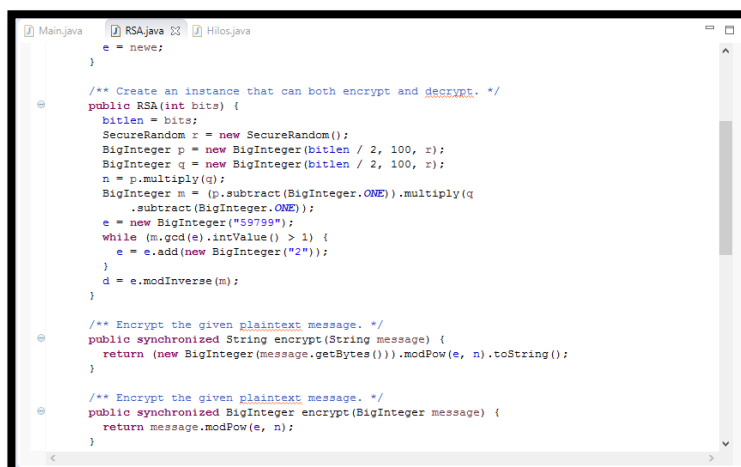 Main.java RSA.java Hilos.java
e = newe;
}
/** Create an instance that can both encrypt and decrypt. */
public RSA(int bits) {
bitlen = bits;
SecureRandom r = new SecureRandom();
BigInteger p = new BigInteger(bitlen / 2, 100, r);
BigInteger q = new BigInteger(bitlen / 2, 100, r);
n = p.multiply(q);
BigInteger m = (p.subtract(BigInteger.ONE)).multiply(q
.subtract(BigInteger.ONE));
e = new BigInteger("59799");
while (m.gcd(e).intValue() > 1) {
e = e.add(new BigInteger("2"));
}
d = e.modInverse(m);
}
/** Encrypt the given plaintext message. */
public synchronized String encrypt(String message) {
return (new BigInteger(message.getBytes())).modPow(e, n).toString();
}
/** Encrypt the given plaintext message. */
public synchronized BigInteger encrypt(BigInteger message) {
return message.modPow(e, n);
}